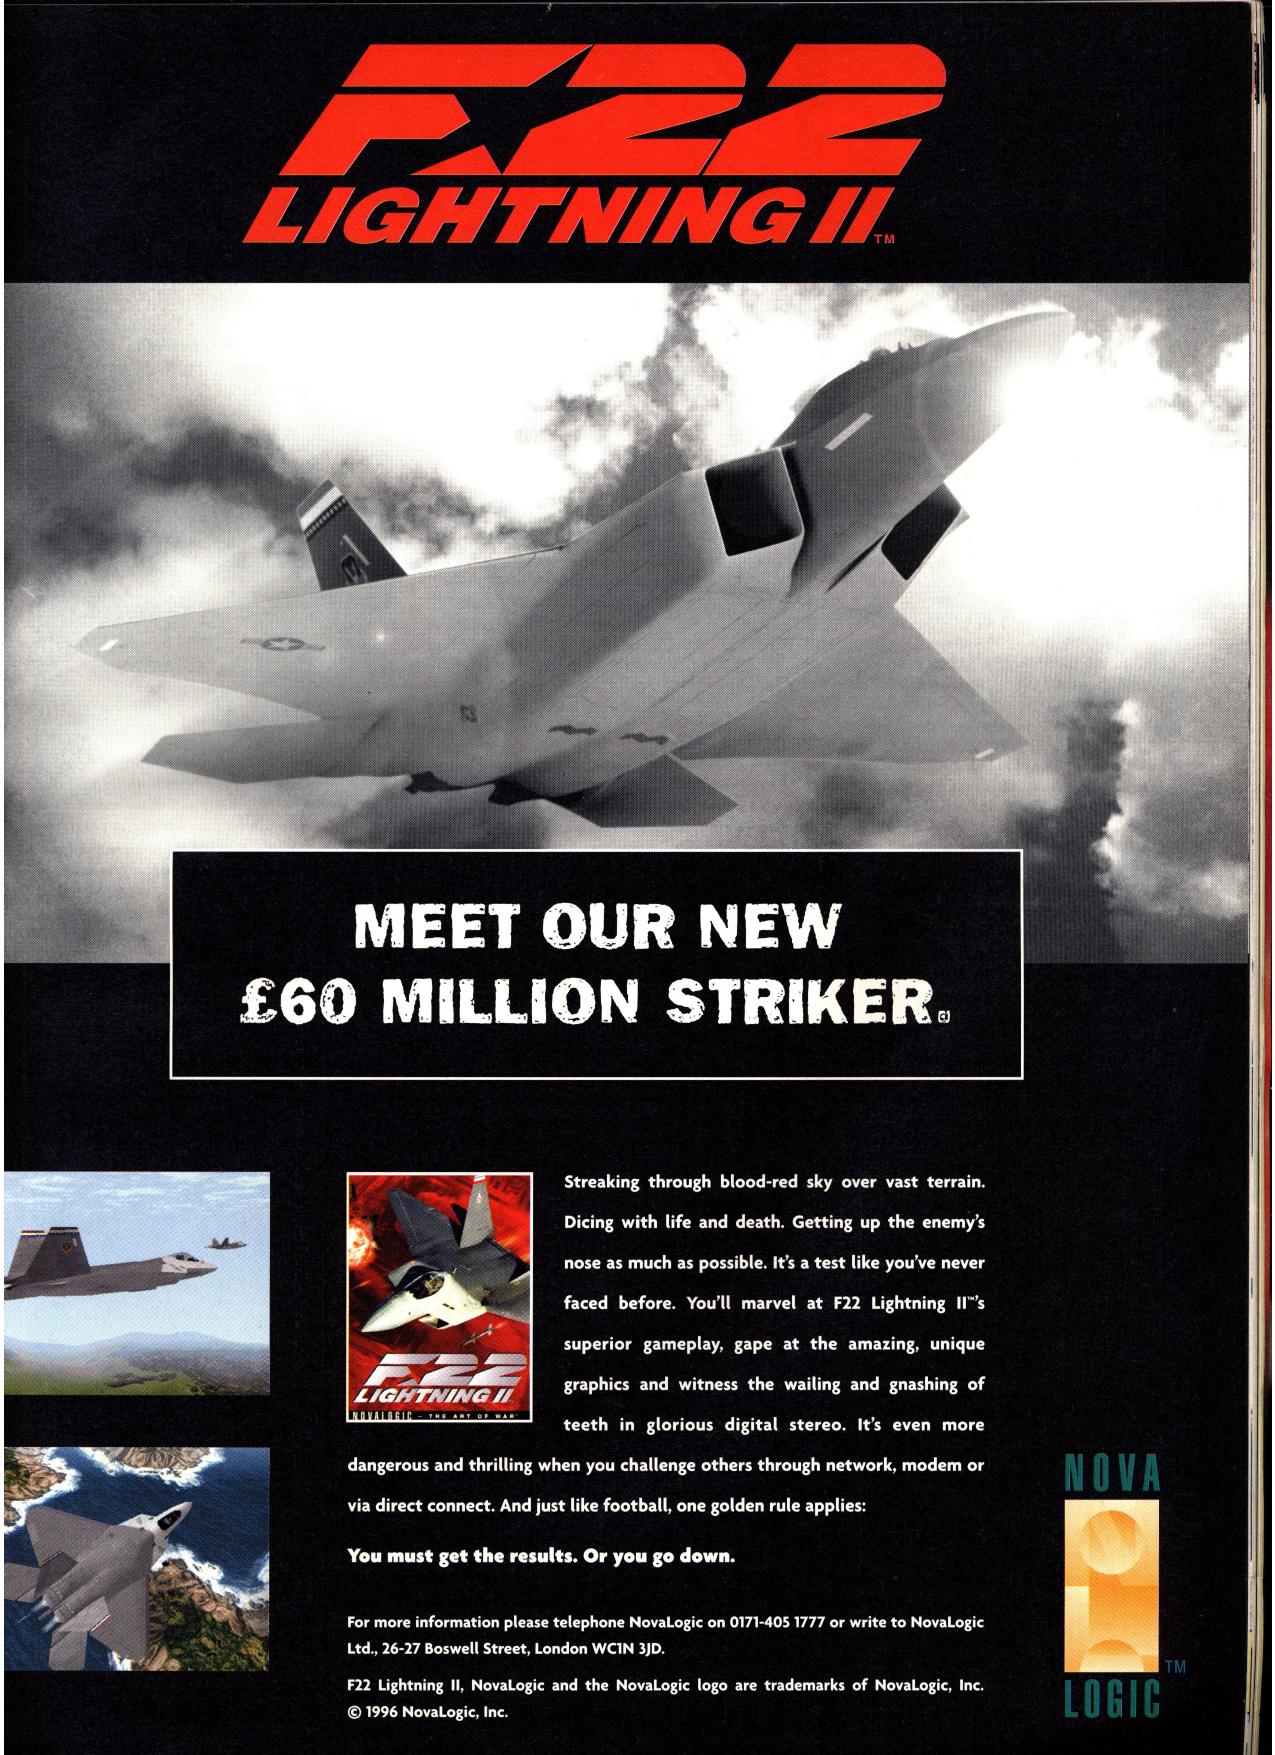 F22
LIGHTNING II™
MEET OUR NEW
£60 MILLION STRIKER.
Streaking through blood-red sky over vast terrain.
Dicing with life and death. Getting up the enemy's
nose as much as possible. It's a test like you've never
faced before. You'll marvel at F22 Lightning II™'s
superior gameplay, gape at the amazing, unique
graphics and witness the wailing and gnashing of
teeth in glorious digital stereo. It's even more
dangerous and thrilling when you challenge others through network, modem or
via direct connect. And just like football, one golden rule applies:
You must get the results. Or you go down.
For more information please telephone NovaLogic on 0171-405 1777 or write to NovaLogic
Ltd., 26-27 Boswell Street, London WC1N 3JD.
F22 Lightning II, NovaLogic and the NovaLogic logo are trademarks of NovaLogic, Inc.
© 1996 NovaLogic, Inc.
F22
LIGHTNING II
NOVALOGIC - THE ART OF WAR
NOVA
LOGIC
TM